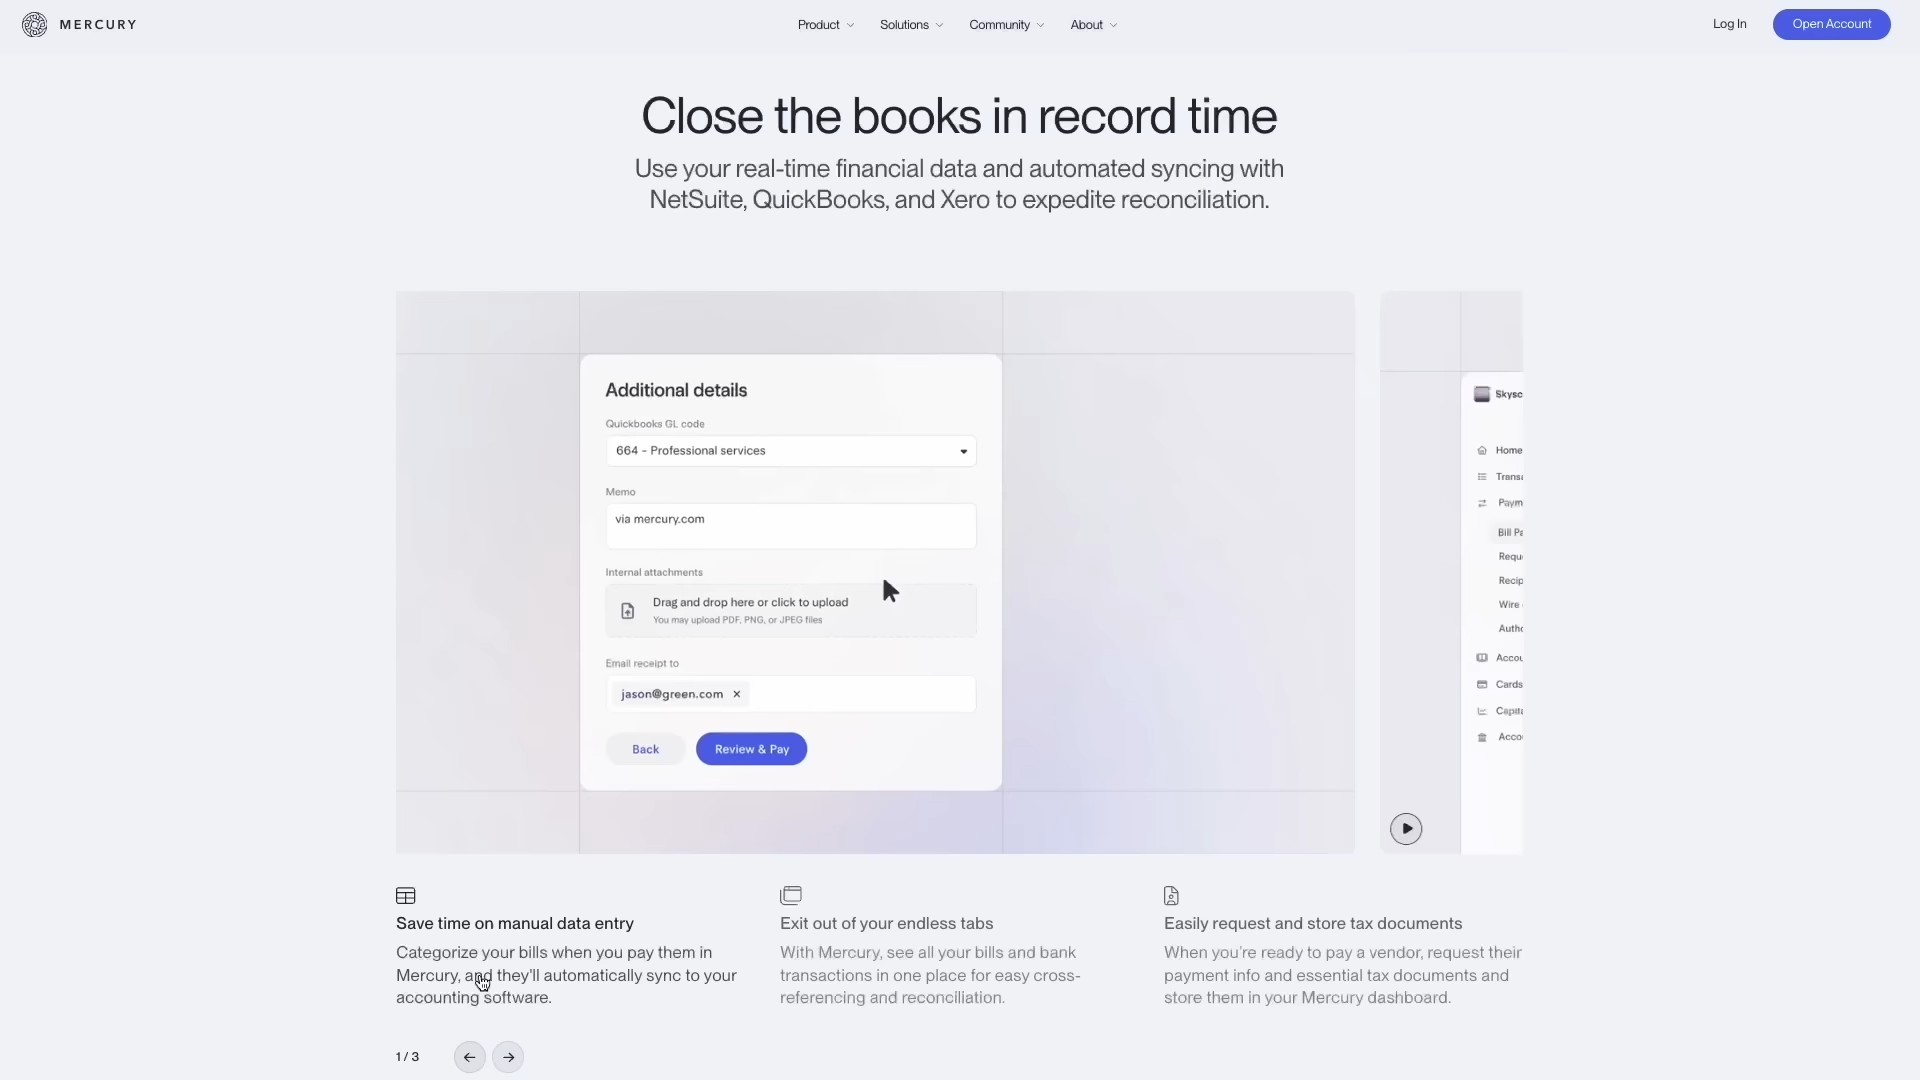 MERCURY
Product
Solutions
Community
About
Log In
Open Account
Close the books in record time
Use your real-time financial data and automated syncing with
NetSuite, QuickBooks, and Xero to expedite reconciliation.
Additional details
Quickbooks GL code
664 - Professional services
Memo
via mercury.com
Internal attachments
Drag and drop here or click to upload
You may upload PDF, PNG, or JPEG files
Email receipt to
jason@green.com ×
Back
Review & Pay
Skysc
Home
Transa
Paym
Bill Pa
Requ
Recip
Wire
Autho
Accou
Cards
Capita
Acco
Save time on manual data entry
Categorize your bills when you pay them in
Mercury, and they'll automatically sync to your
accounting software.
Exit out of your endless tabs
With Mercury, see all your bills and bank
transactions in one place for easy cross-
referencing and reconciliation.
Easily request and store tax documents
When you're ready to pay a vendor, request their
payment info and essential tax documents and
store them in your Mercury dashboard.
1 / 3